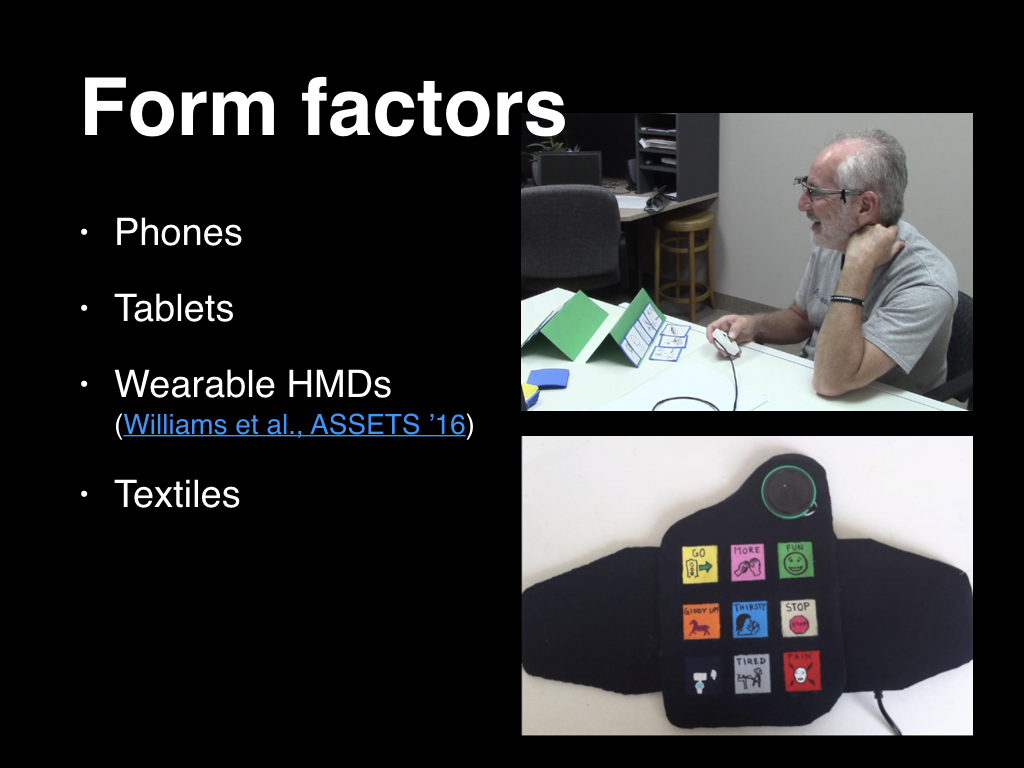 Form factors
• Phones
• Tablets
• Wearable HMDs
(Williams et al., ASSETS ’16)
• Textiles
GO
MORE
FUN
GIDDY UP!
THIRSTY
STOP
STOP
TIRED
PAIN